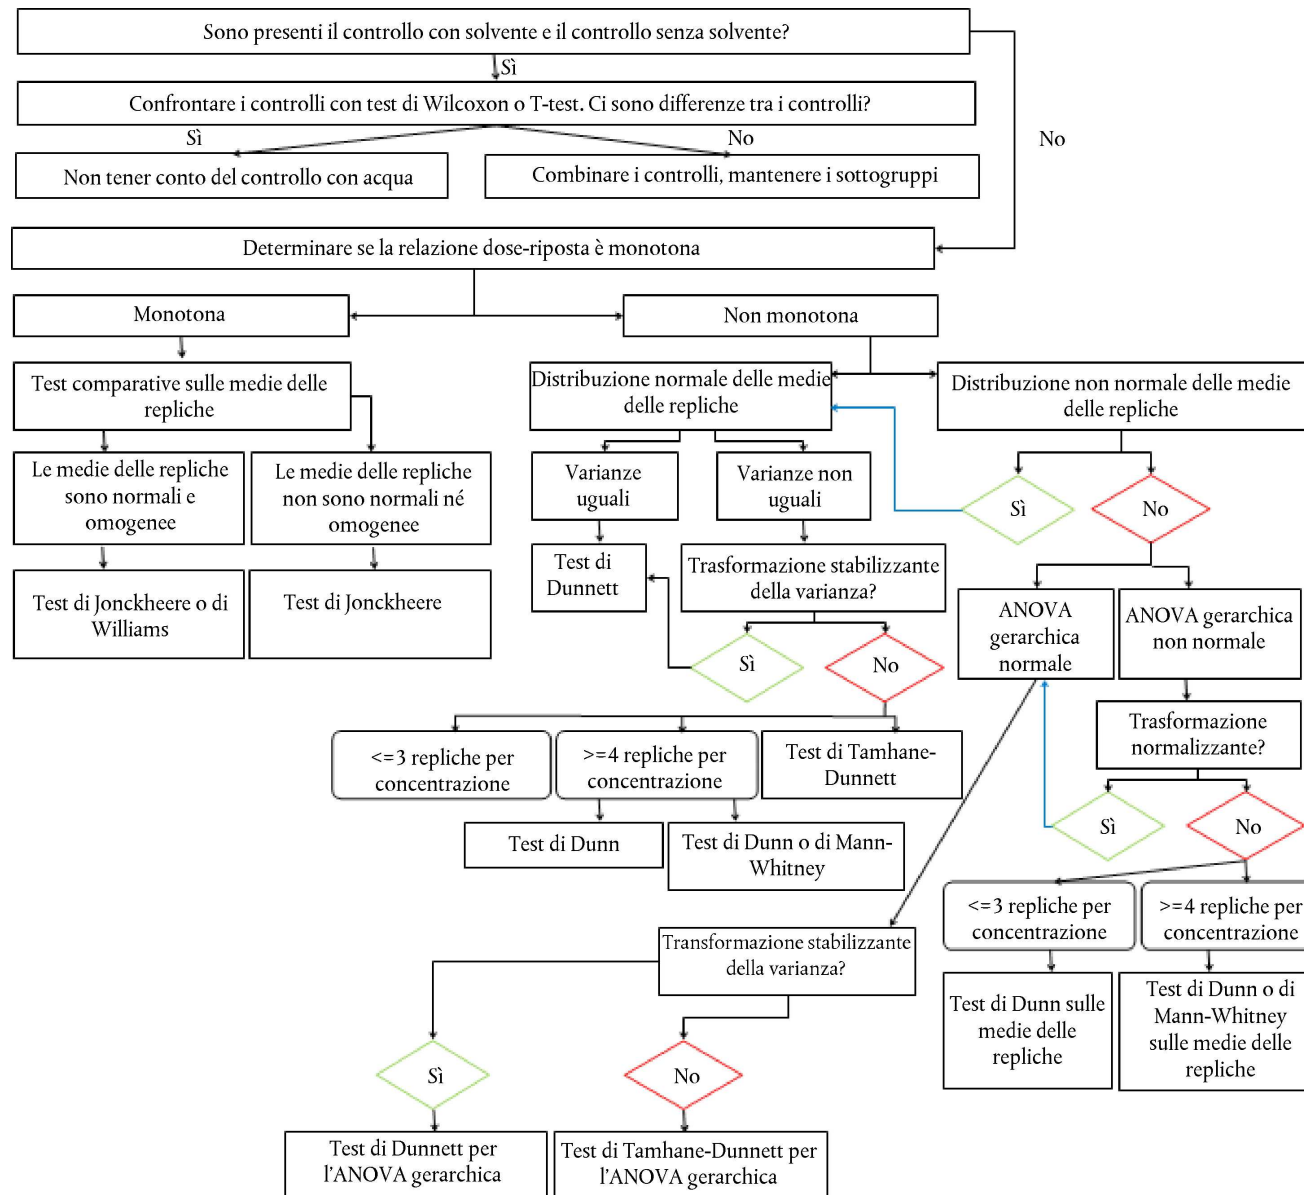 Sono presenti il controllo con solvente e il controllo senza solvente?
Sì
Confrontare i controlli con test di Wilcoxon o T-test. Ci sono differenze tra i controlli?
Sì
No
No
Non tener conto del controllo con acqua
Combinare i controlli, mantenere i sottogruppi
Determinare se la relazione dose-riposta è monotona
Monotona
Non monotona
Test comparative sulle medie delle
repliche
Distribuzione normale delle medie
delle repliche
Distribuzione non normale delle medie
delle repliche
Le medie delle repliche
sono normali e
omogenee
Le medie delle repliche
non sono normali né
omogenee
Varianze
uguali
Varianze non
uguali
Sì
No
Test di Jonckheere o di
Williams
Test di Jonckheere
Test di
Dunnett
Trasformazione stabilizzante
della varianza?
ANOVA
gerarchica
normale
ANOVA gerarchica
non normale
Sì
No
Trasformazione
normalizzante?
<=3 repliche per
concentrazione
>=4 repliche per
concentrazione
Test di Tamhane-
Dunnett
Sì
No
Test di Dunn
Test di Dunn o di Mann-
Whitney
<=3 repliche per
concentrazione
>=4 repliche per
concentrazione
Transformazione stabilizzante
della varianza?
Test di Dunn sulle
medie delle
repliche
Test di Dunn o di
Mann-Whitney
sulle medie delle
repliche
Sì
No
Test di Dunnett per
l'ANOVA gerarchica
Test di Tamhane-Dunnett per
l'ANOVA gerarchica